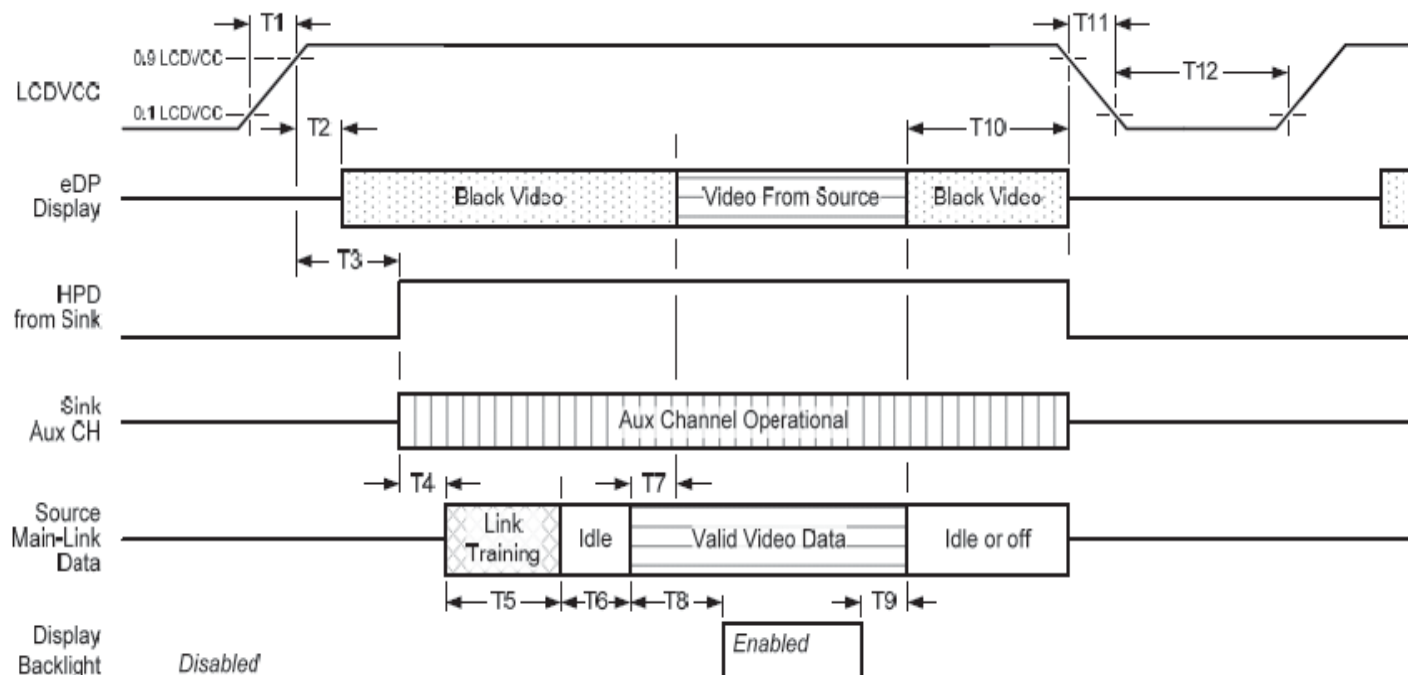 T1
T11
0.9 LCDVCC
T12
LCDVCC
0.1 LCDVCC
T2
T10
eDP
Display
Black Video
Video From Source
Black Video
T3
HPD
from Sink
Sink
Aux CH
Aux Channel Operational
T4
T7
Source
Main-Link
Data
Link
Training
Idle
Valid Video Data
Idle or off
T5
T6
T8
T9
Display
Backlight
Disabled
Enabled